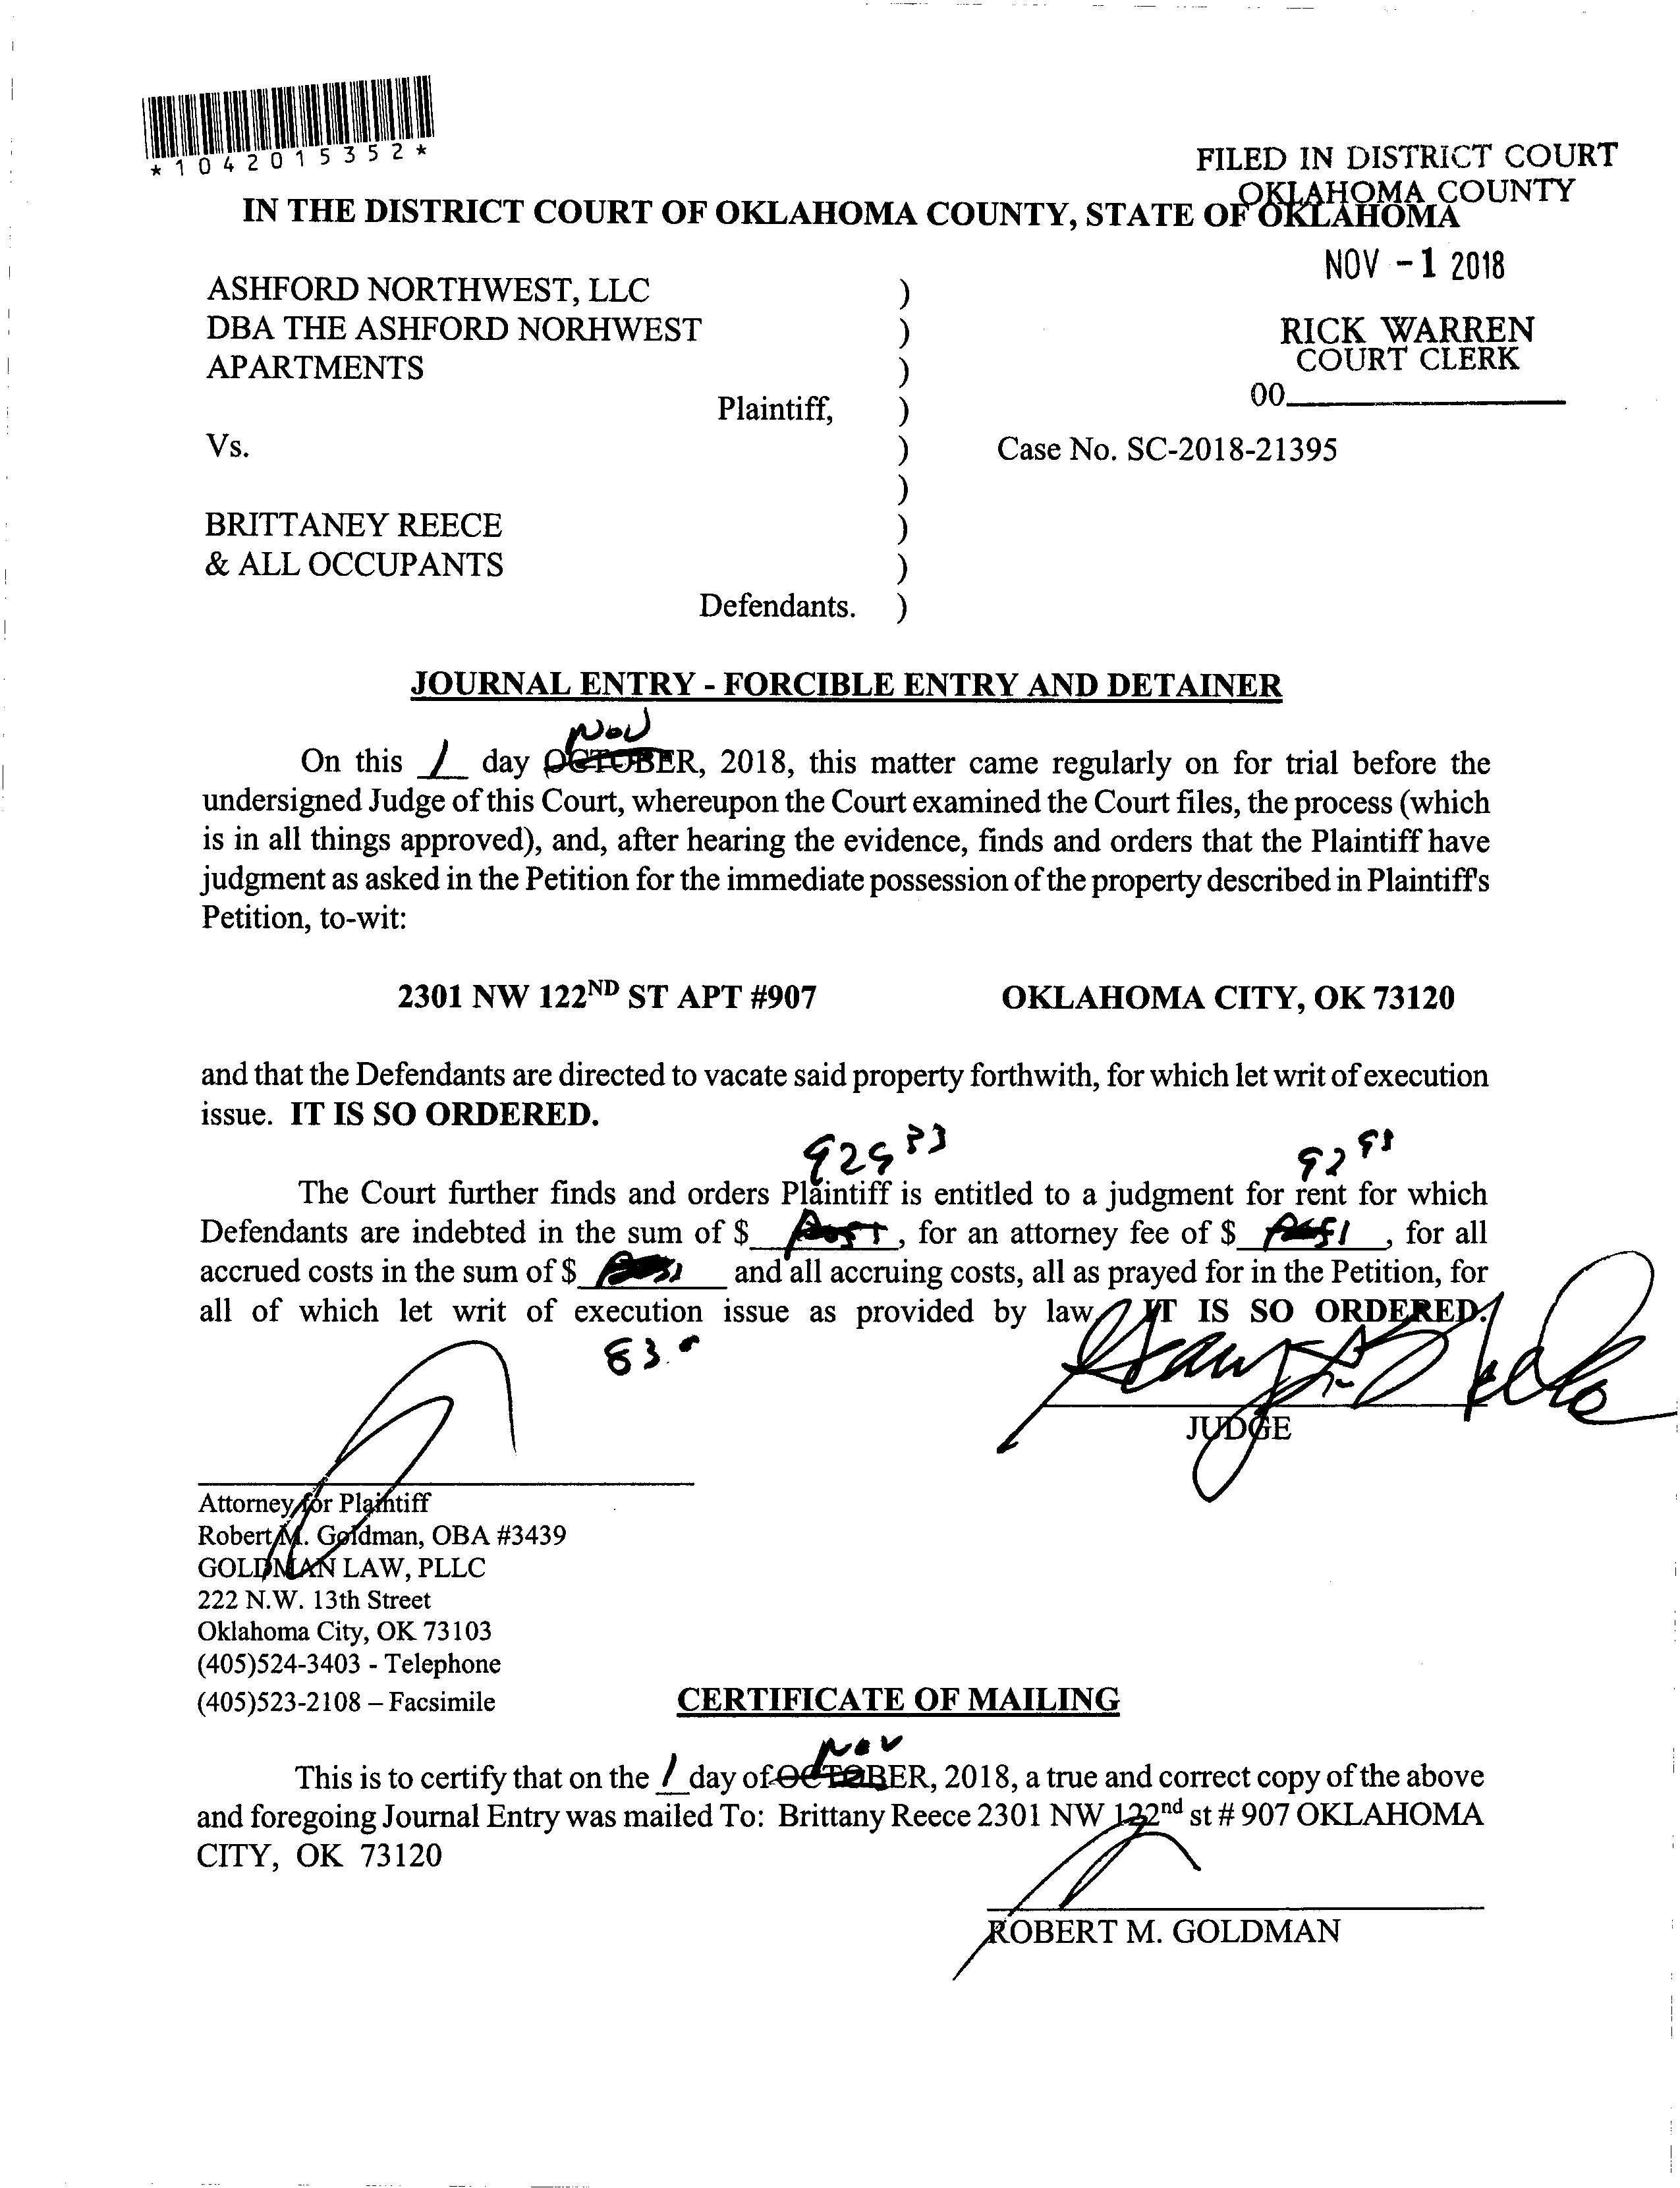 *1042015352*
FILED IN DISTRICT COURT
OKLAHOMA COUNTY
IN THE DISTRICT COURT OF OKLAHOMA COUNTY, STATE OF OKLAHOMA
NOV -1 2018
ASHFORD NORTHWEST, LLC )
DBA THE ASHFORD NORHWEST )
RICK WARREN
APARTMENTS )
COURT CLERK
00
Plaintiff, )
Vs. ) Case No. SC-2018-21395
)
BRITTANEY REECE )
& ALL OCCUPANTS )
Defendants. )
JOURNAL ENTRY - FORCIBLE ENTRY AND DETAINER
Nov
On this 1 day OCTOBER, 2018, this matter came regularly on for trial before the
undersigned Judge of this Court, whereupon the Court examined the Court files, the process (which
is in all things approved), and, after hearing the evidence, finds and orders that the Plaintiff have
judgment as asked in the Petition for the immediate possession of the property described in Plaintiff's
Petition, to-wit:
2301 NW 122ND ST APT #907 OKLAHOMA CITY, OK 73120
and that the Defendants are directed to vacate said property forthwith, for which let writ of execution
issue. IT IS SO ORDERED.
The Court further finds and orders Plaintiff is entitled to a judgment for rent for which
Defendants are indebted in the sum of $ , for an attorney fee of $ , for all
accrued costs in the sum of $ and all accruing costs, all as prayed for in the Petition, for
all of which let writ of execution issue as provided by law. IT IS SO ORDERED.
JUDGE
Attorney for Plaintiff
Robert M. Goldman, OBA #3439
GOLDMAN LAW, PLLC
222 N.W. 13th Street
Oklahoma City, OK 73103
(405)524-3403 - Telephone
(405)523-2108 – Facsimile
CERTIFICATE OF MAILING
Nov
This is to certify that on the 1 day of OCTOBER, 2018, a true and correct copy of the above
and foregoing Journal Entry was mailed To: Brittany Reece 2301 NW 122nd st # 907 OKLAHOMA
CITY, OK 73120
ROBERT M. GOLDMAN